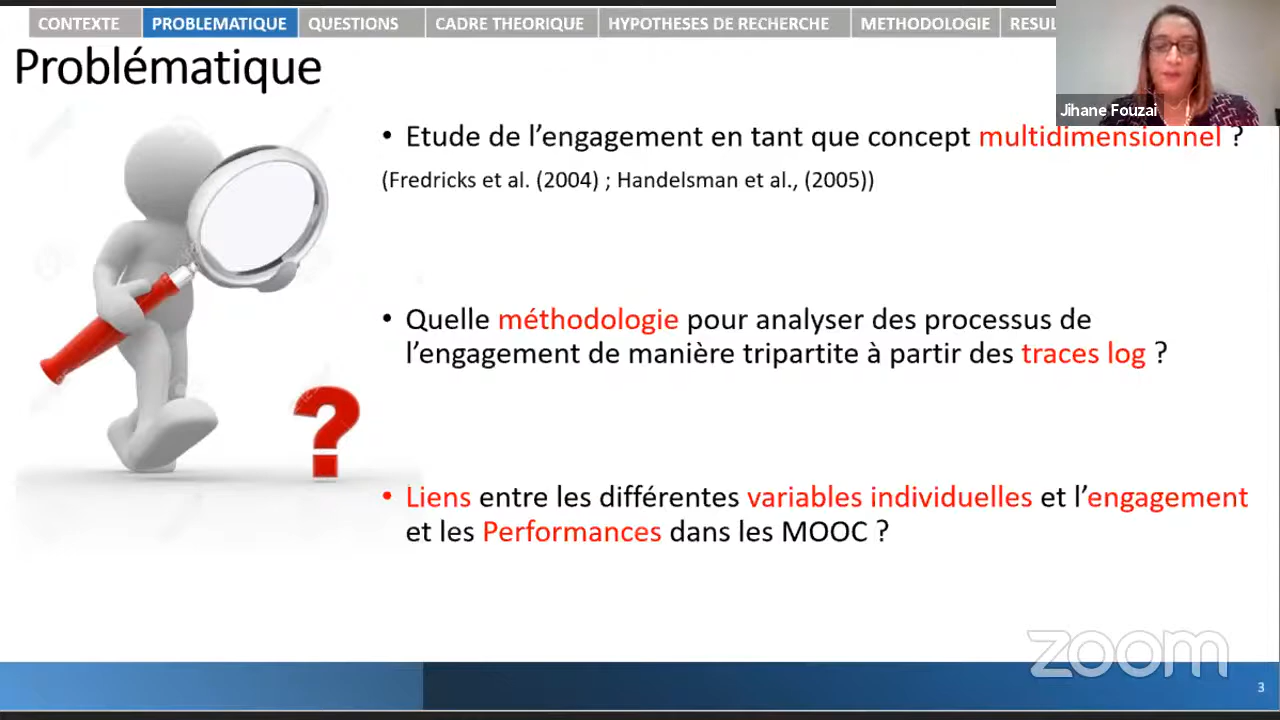 CONTEXTE PROBLEMATIQUE QUESTIONS CADRE THEORIQUE HYPOTHESES DE RECHERCHE METHODOLOGIE RESUL
Problématique
Jihane Fouzai
• Etude de l’engagement en tant que concept multidimensionnel ?
(Fredricks et al. (2004) ; Handelsman et al., (2005))
• Quelle méthodologie pour analyser des processus de
l’engagement de manière tripartite à partir des traces log ?
• Liens entre les différentes variables individuelles et l’engagement
et les Performances dans les MOOC ?
zoom
3